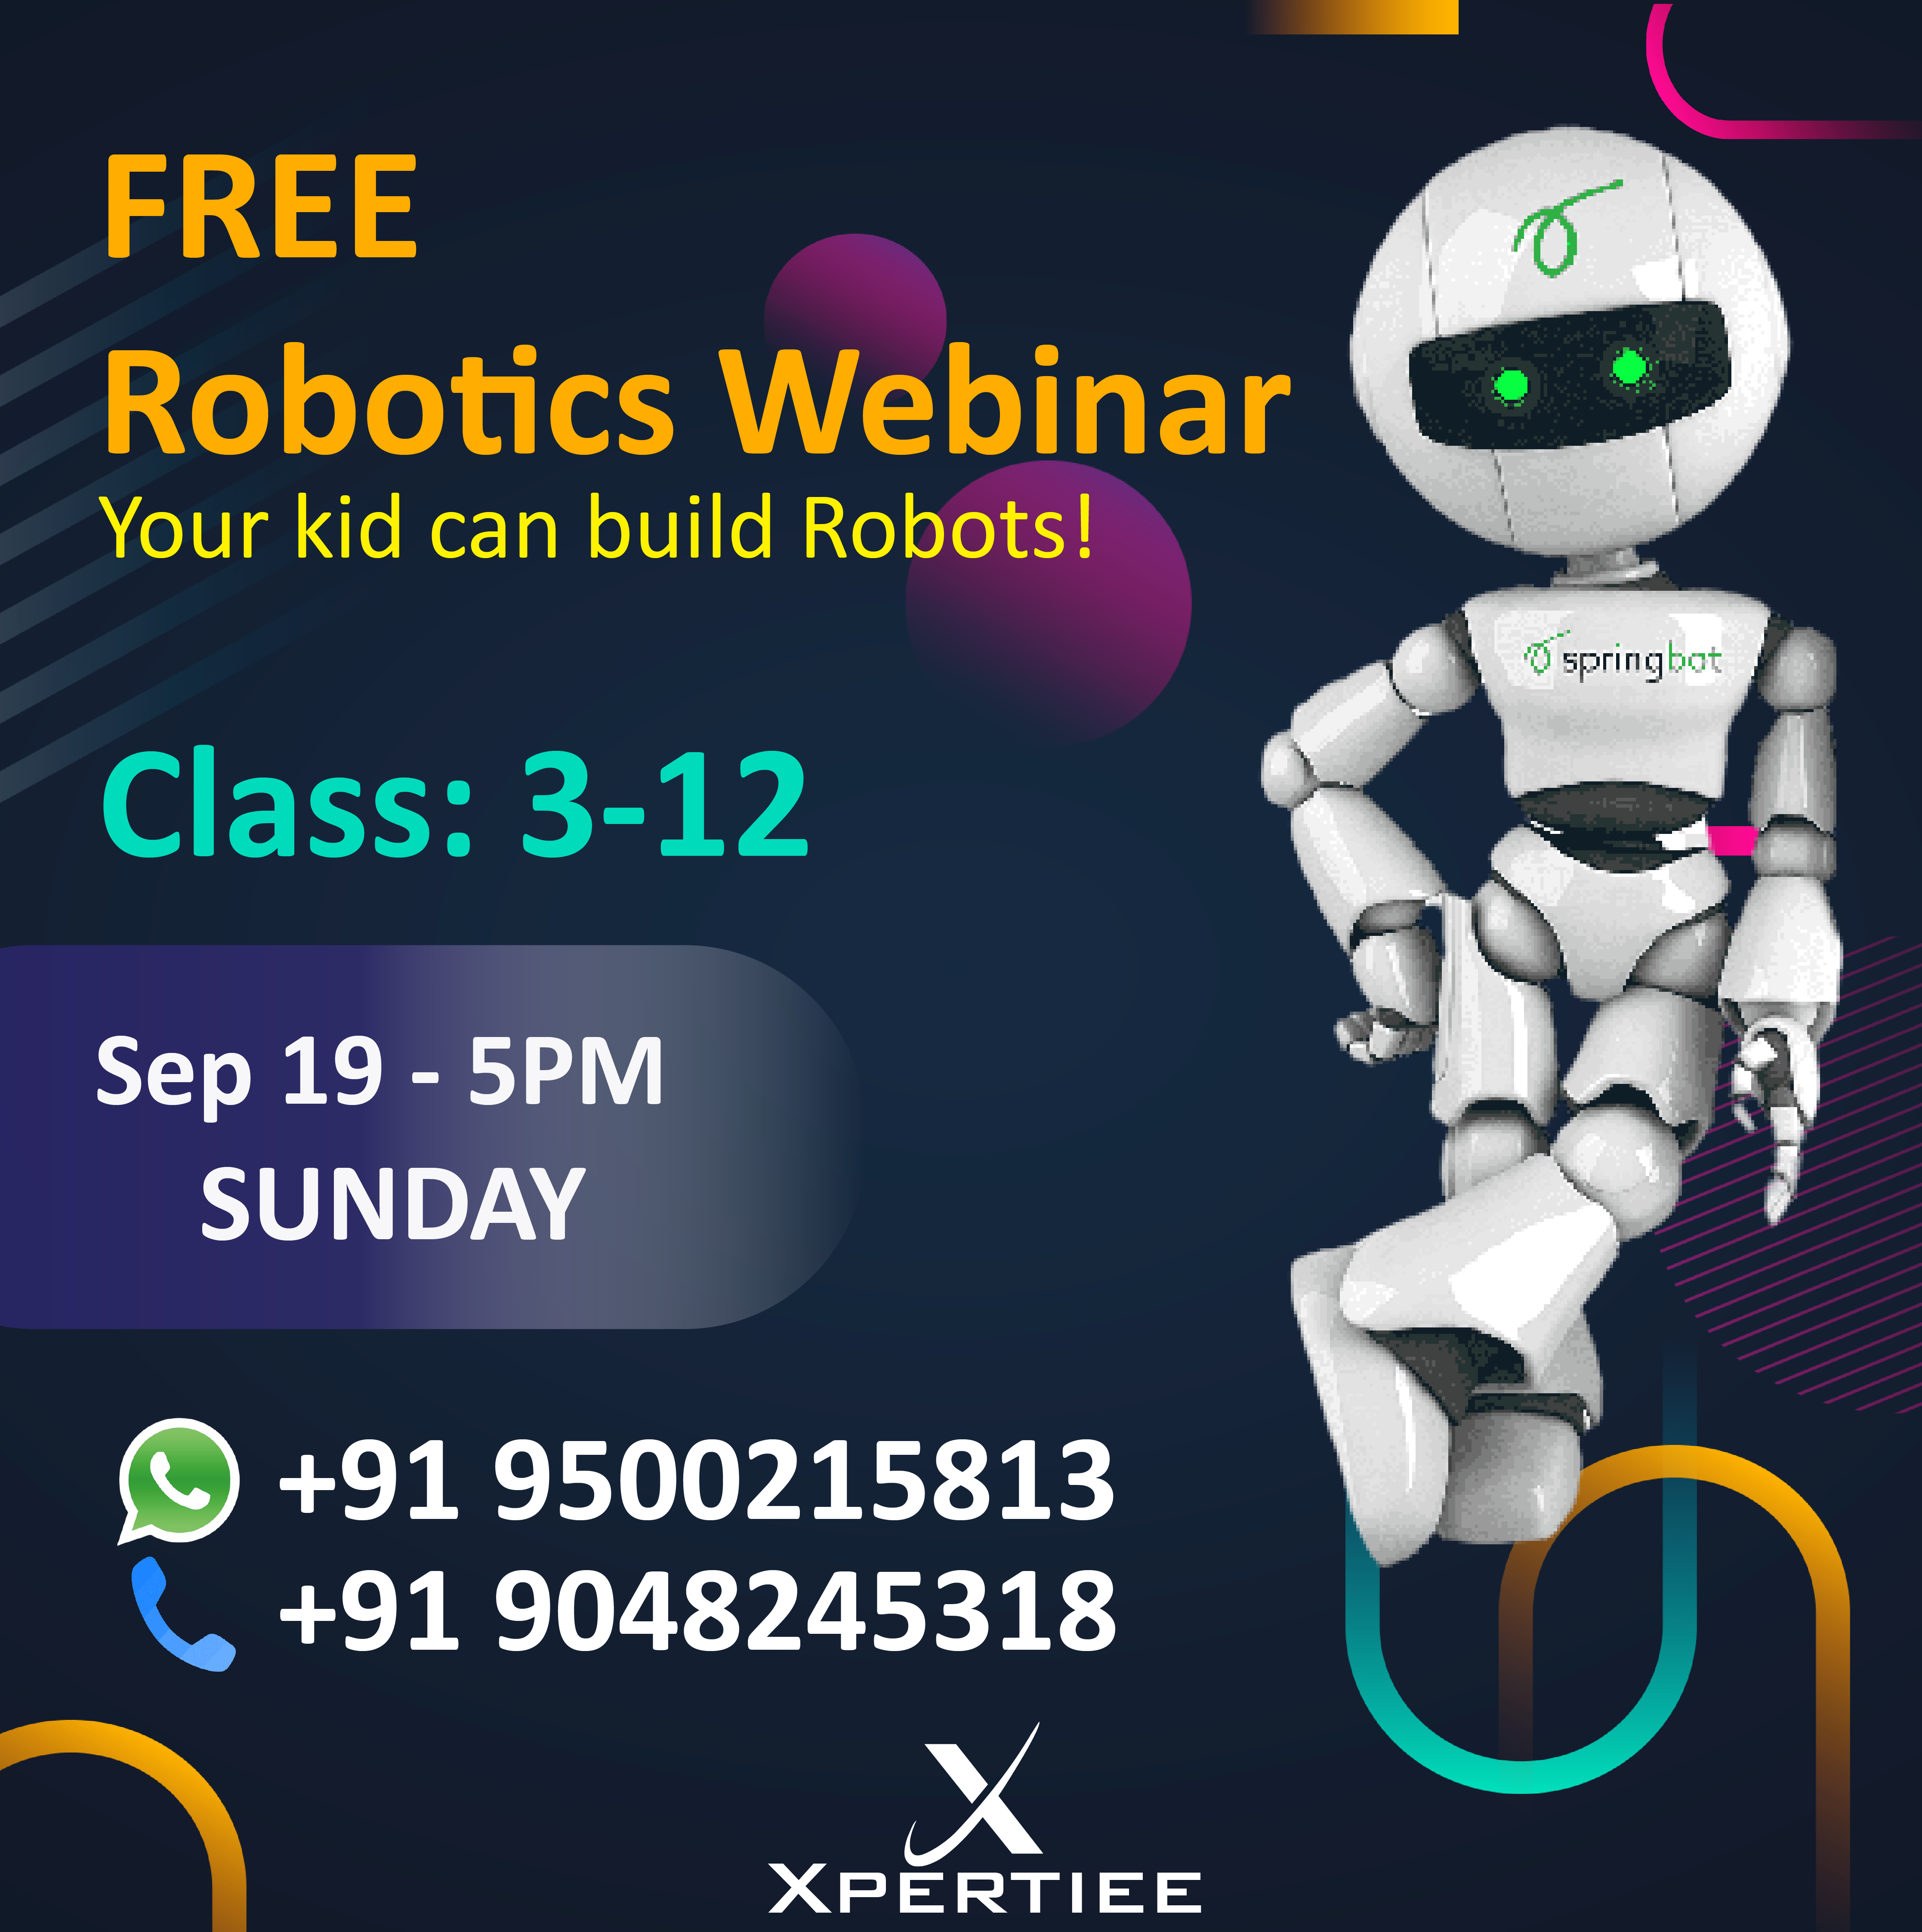 FREE
Robotics Webinar
Your kid can build Robots!
springbot
Class: 3-12
Sep 19 - 5PM
SUNDAY
+91 9500215813
+91 9048245318
XPERTIEE